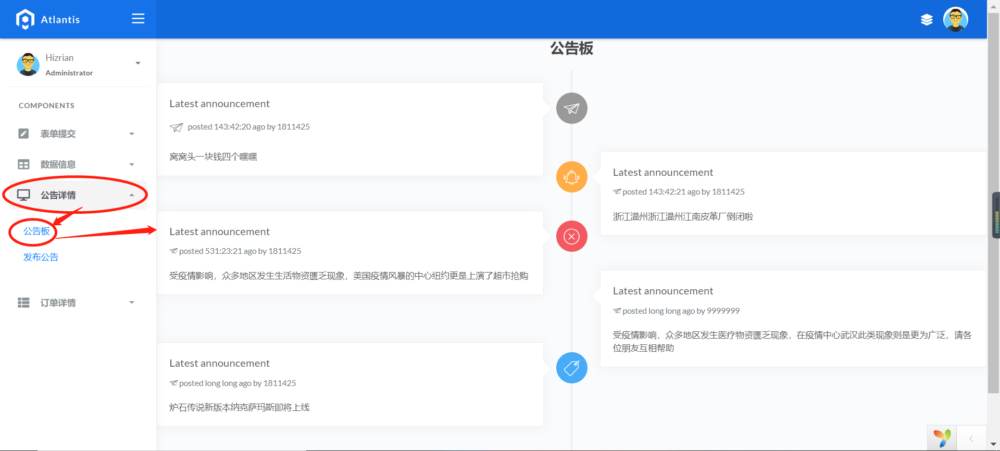 Atlantis
Hizrian
Administrator
COMPONENTS
表单提交
数据信息
公告详情
公告板
发布公告
订单详情
公告板
Latest announcement
posted 143:42:20 ago by 1811425
窝窝头一块钱四个嘿嘿
Latest announcement
posted 143:42:21 ago by 1811425
浙江温州浙江温州江南皮革厂倒闭啦
Latest announcement
posted 531:23:21 ago by 1811425
受疫情影响，众多地区发生生活物资匮乏现象，美国疫情风暴的中心纽约更是上演了超市抢购
Latest announcement
posted long long ago by 9999999
受疫情影响，众多地区发生医疗物资匮乏现象，在疫情中心武汉此类现象则是更为广泛，请各
位朋友互相帮助
Latest announcement
posted long long ago by 1811425
炉石传说新版本纳克萨玛斯即将上线